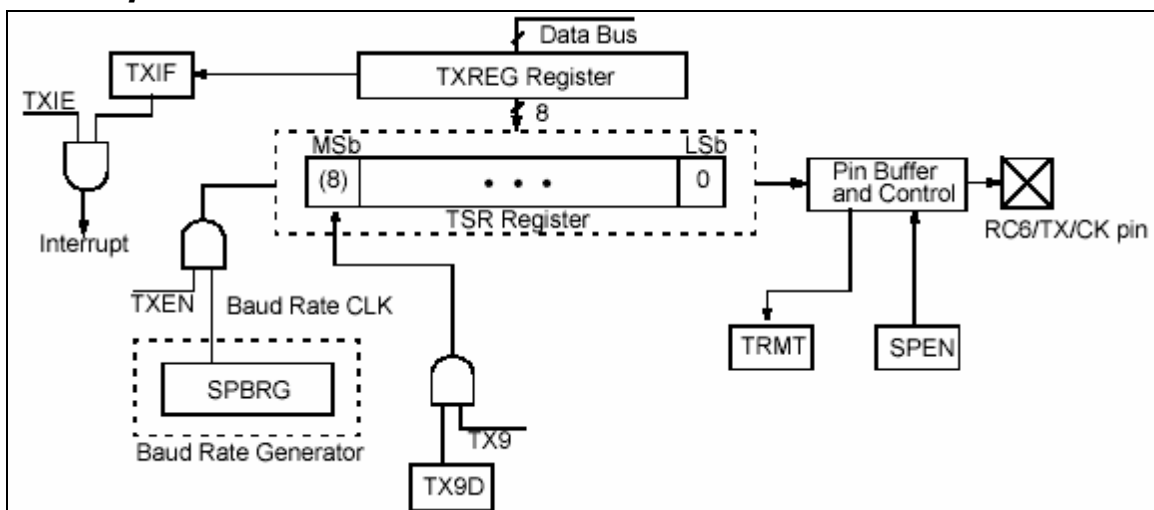 Data Bus
TXIF
TXREG Register
TXIE
8
MSb
LSb
(8)
• • •
0
Pin Buffer
and Control
TSR Register
Interrupt
RC6/TX/CK pin
TXEN
Baud Rate CLK
TRMT
SPEN
SPBRG
TX9
Baud Rate Generator
TX9D